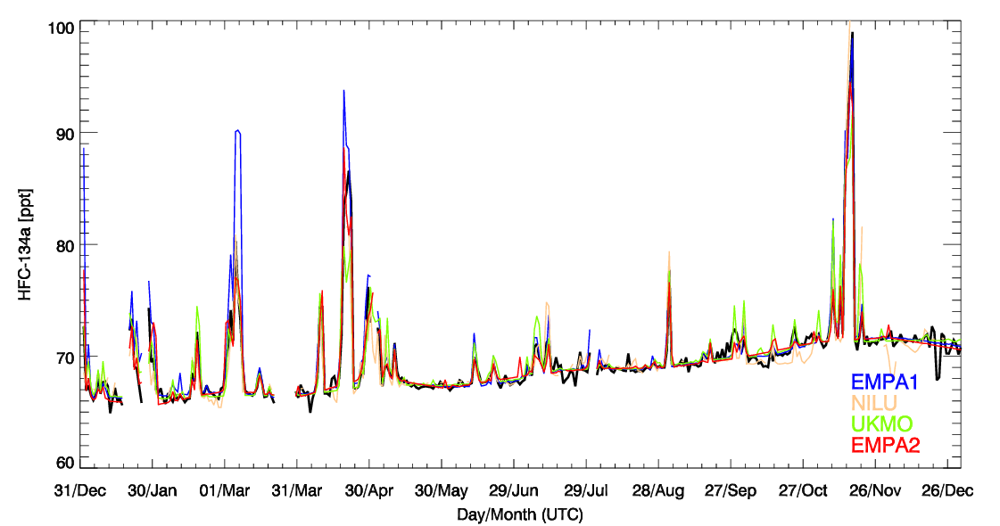 100
90
80
70
60
HFC-134a [ppt]
EMPA1
NILU
UKMO
EMPA2
31/Dec 30/Jan 01/Mar 31/Mar 30/Apr 30/May 29/Jun 29/Jul 28/Aug 27/Sep 27/Oct 26/Nov 26/Dec
Day/Month (UTC)